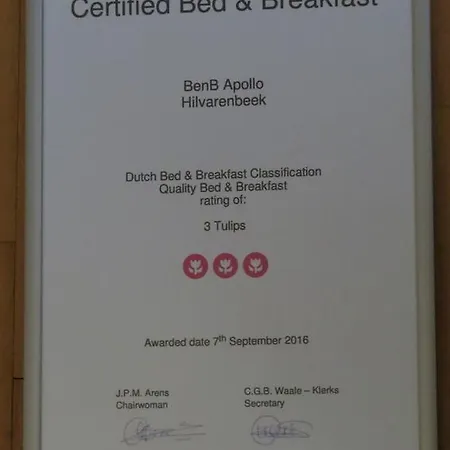 Certified Bed & Breakfast
BenB Apollo
Hilvarenbeek
Dutch Bed & Breakfast Classification
Quality Bed & Breakfast
rating of:
3 Tulips
Awarded date 7th September 2016
J.P.M. Arens
Chairwoman
C.G.B. Waale – Klerks
Secretary